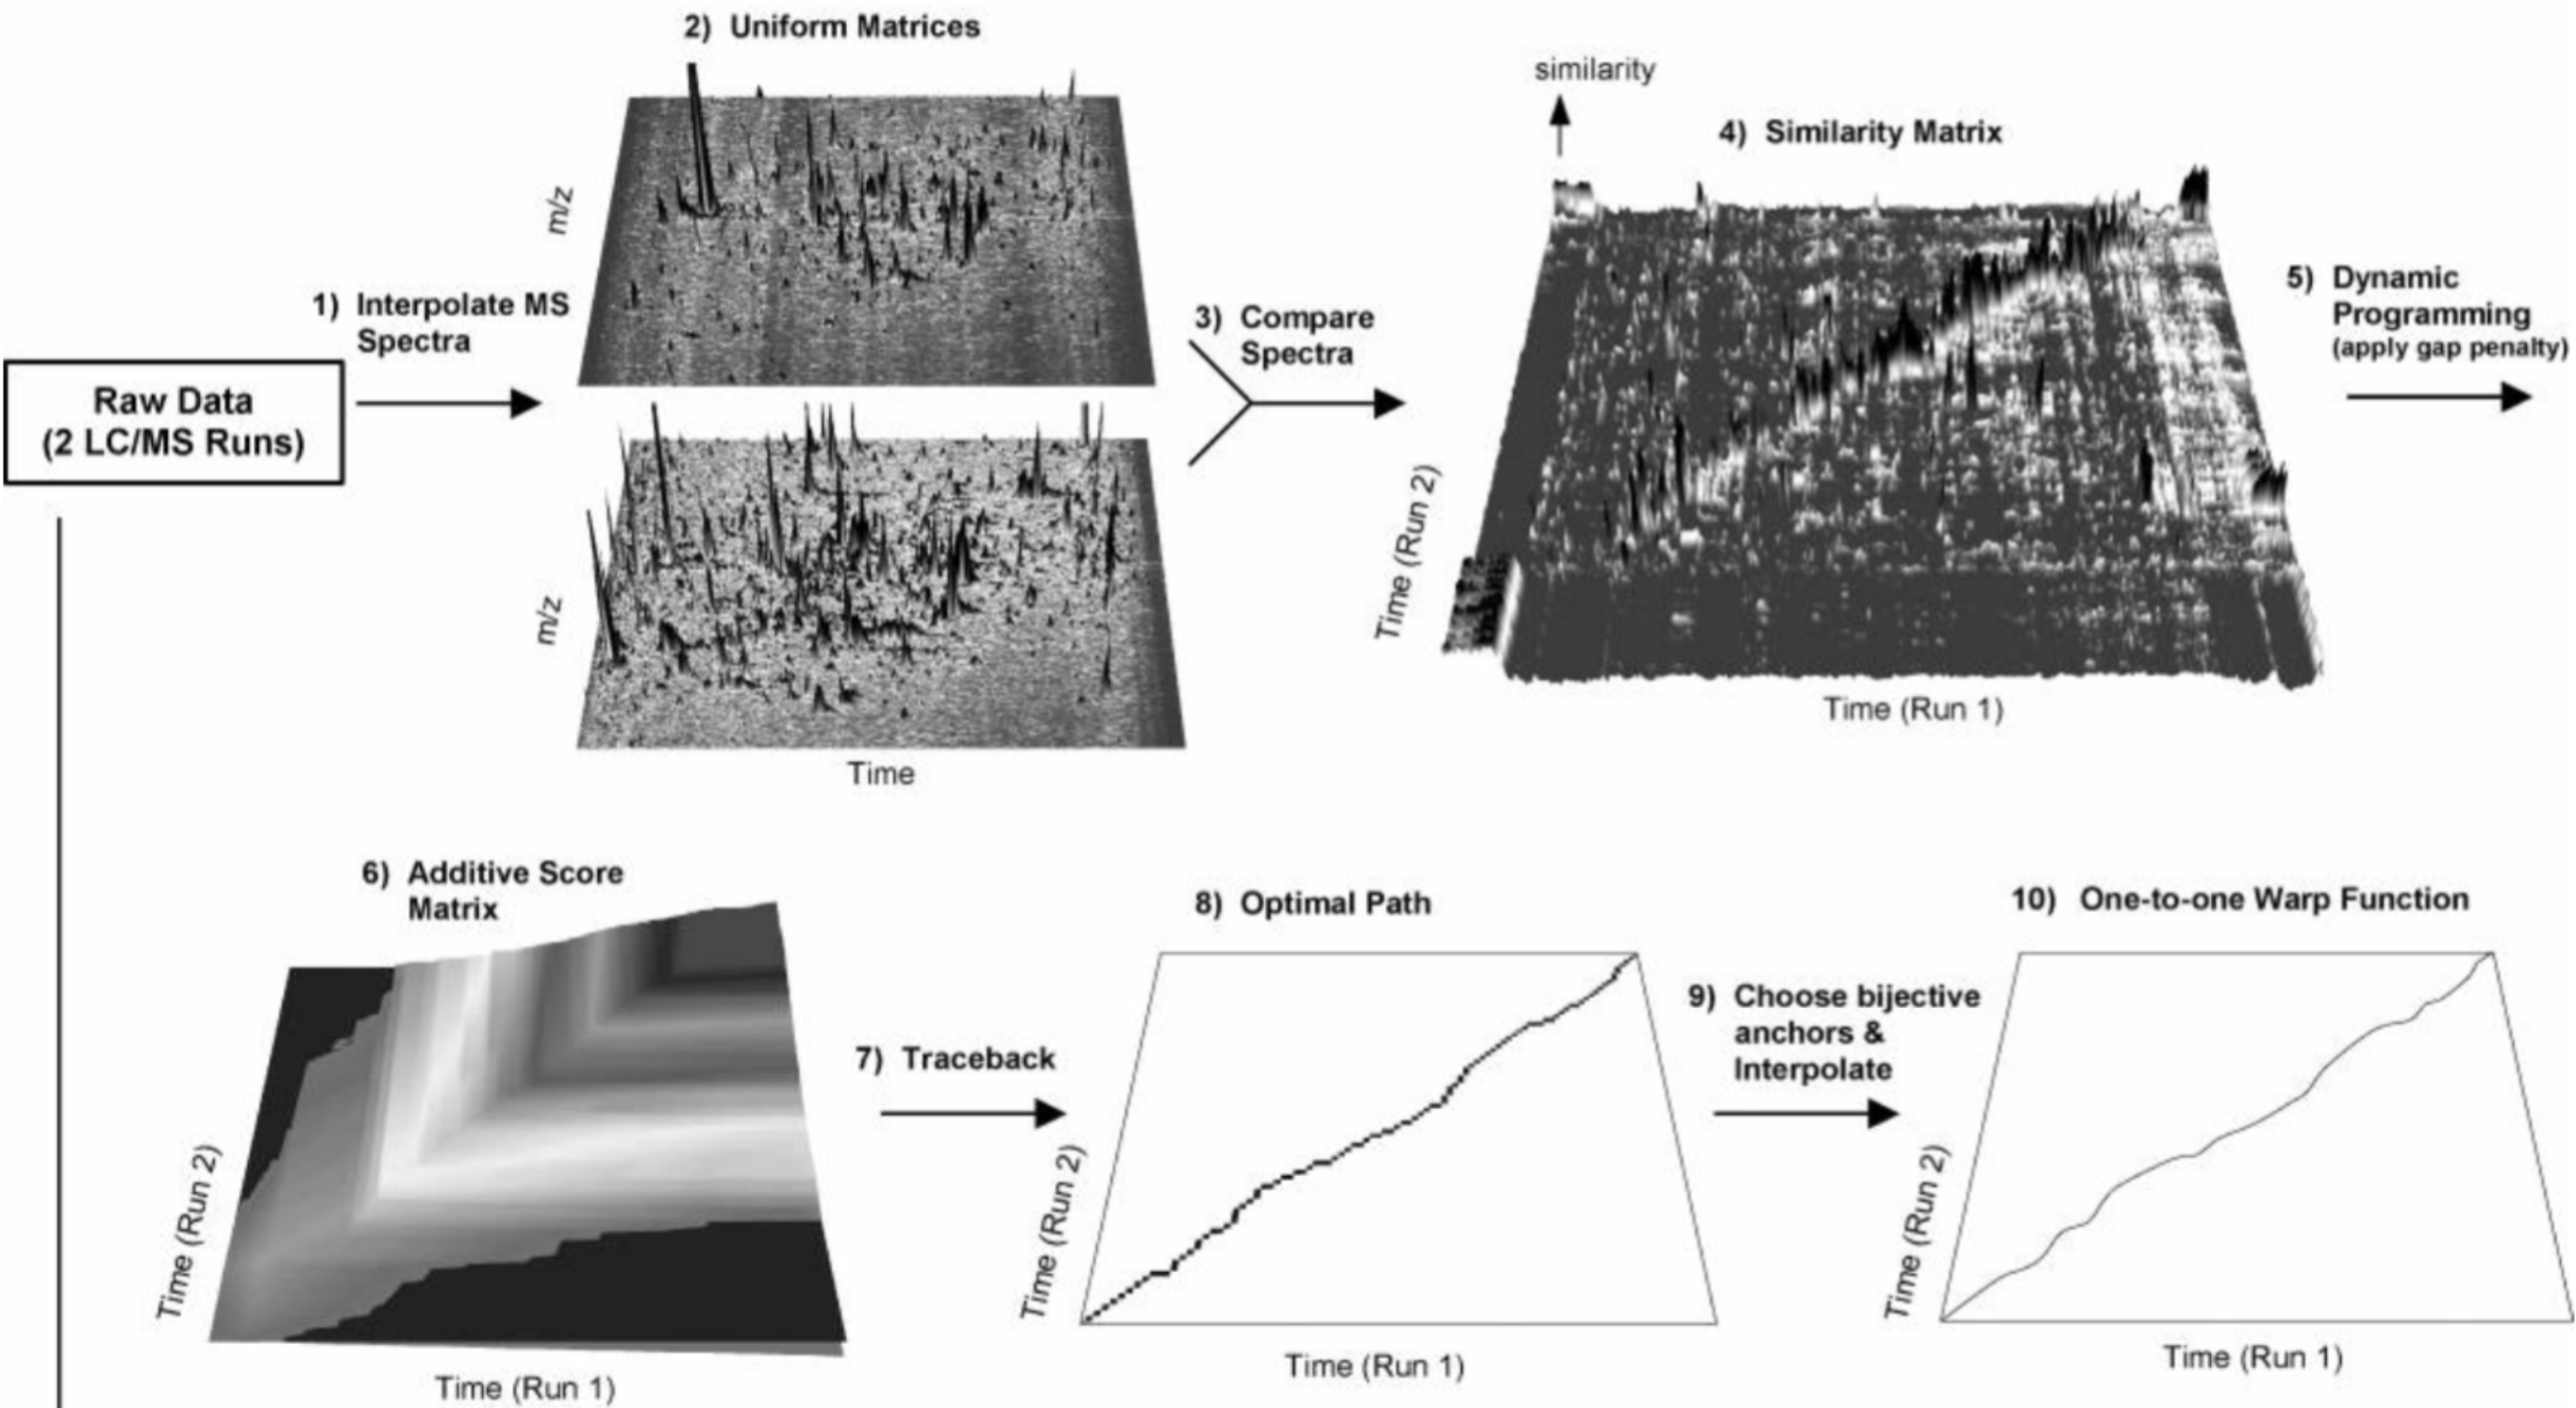 2) Uniform Matrices
m/z
1) Interpolate MS
Spectra
Raw Data
(2 LC/MS Runs)
m/z
Time
3) Compare
Spectra
similarity
4) Similarity Matrix
Time (Run 2)
Time (Run 1)
5) Dynamic
Programming
(apply gap penalty)
6) Additive Score
Matrix
Time (Run 2)
Time (Run 1)
7) Traceback
8) Optimal Path
Time (Run 2)
Time (Run 1)
9) Choose bijective
anchors &
Interpolate
10) One-to-one Warp Function
Time (Run 2)
Time (Run 1)